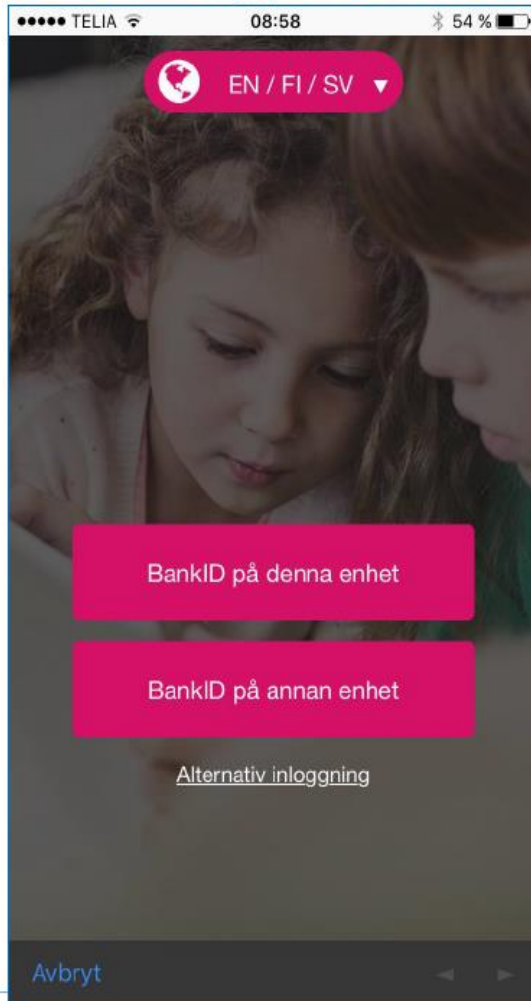 TELIA 08:58 54 %
EN / FI / SV
BankID på denna enhet
BankID på annan enhet
Alternativ inloggning
Avbryt